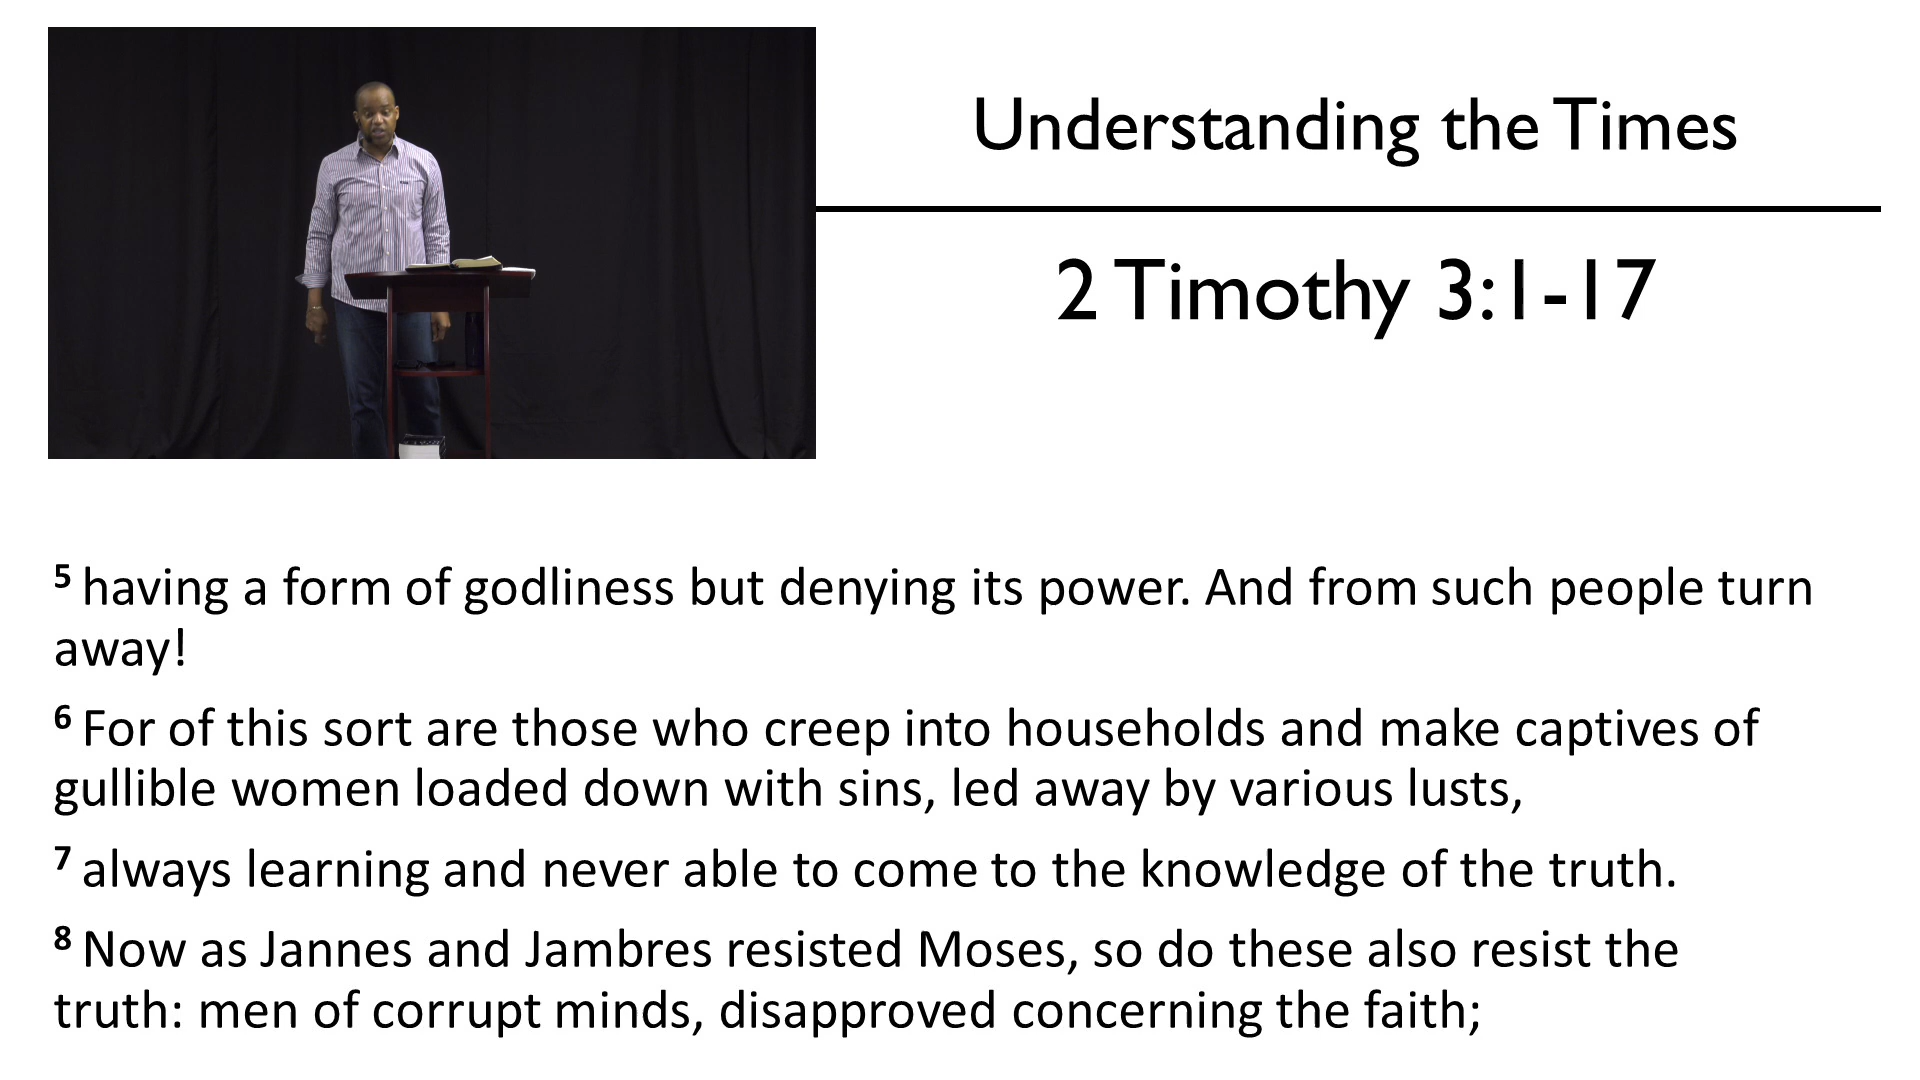 Understanding the Times
2 Timothy 3:1-17
5 having a form of godliness but denying its power. And from such people turn
away!
6 For of this sort are those who creep into households and make captives of
gullible women loaded down with sins, led away by various lusts,
7 always learning and never able to come to the knowledge of the truth.
8 Now as Jannes and Jambres resisted Moses, so do these also resist the
truth: men of corrupt minds, disapproved concerning the faith;